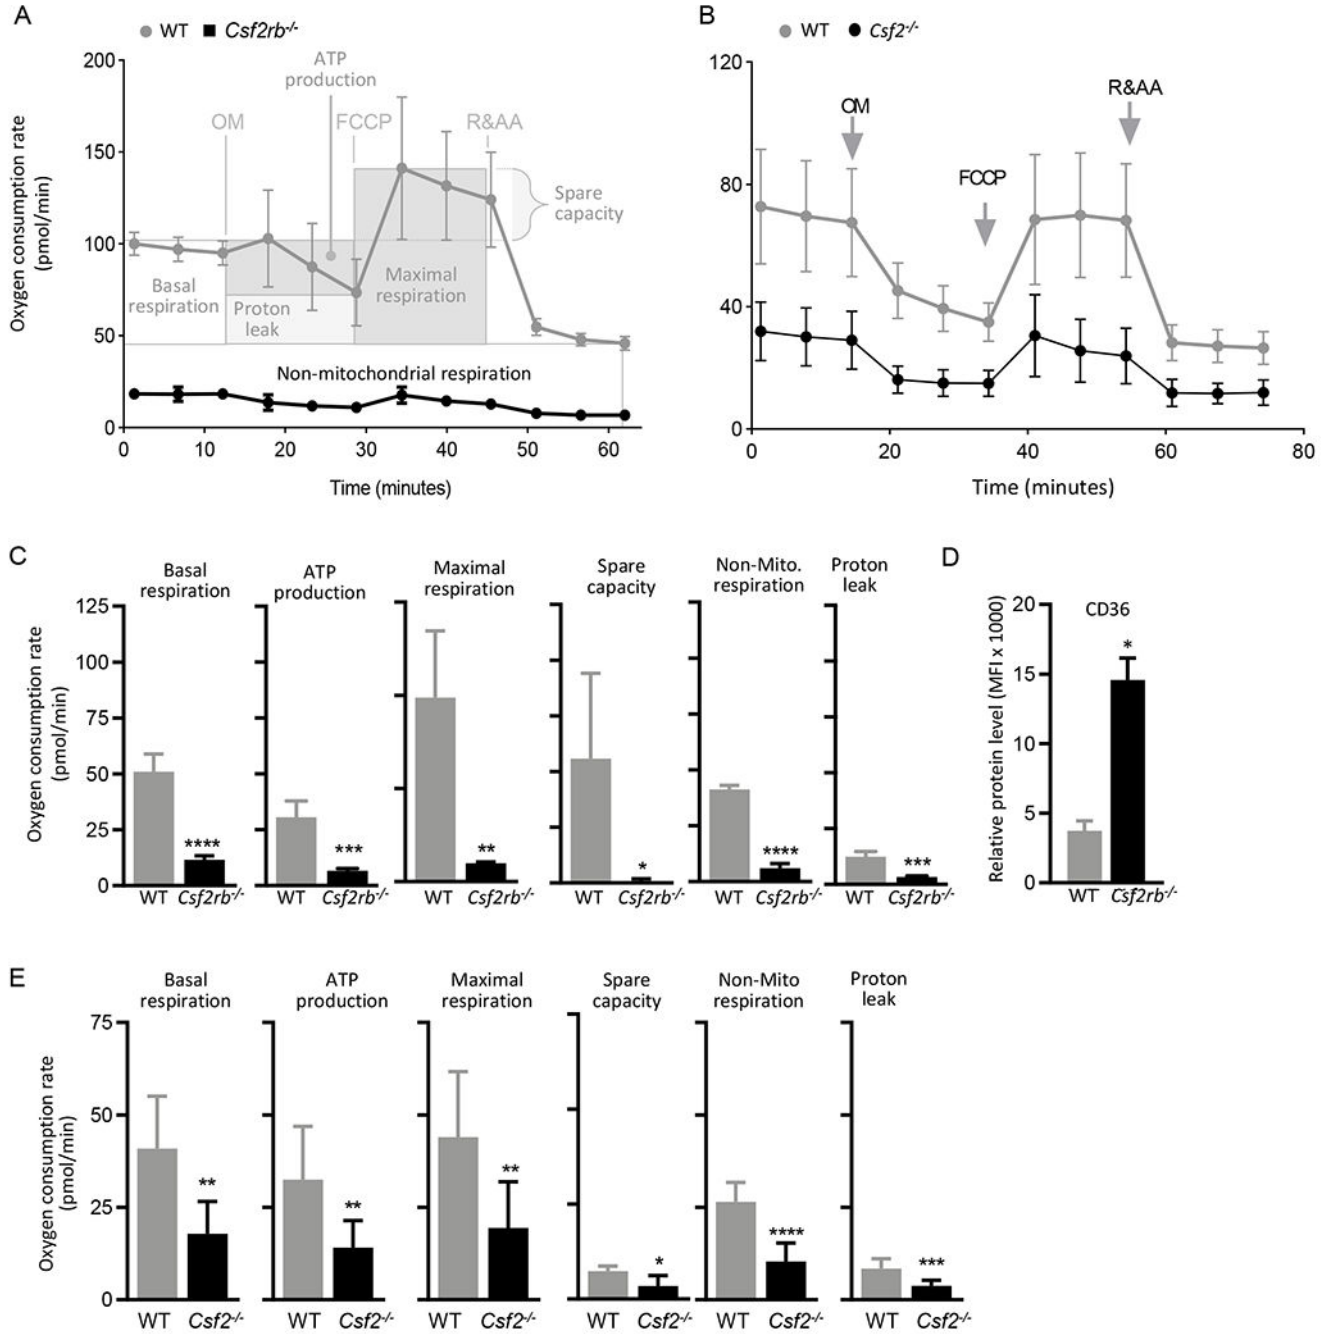 A
WT Csf2rb-/-
Oxygen consumption rate
(pmol/min)
200
150
100
50
0
ATP
production
OM
FCCP
R&AA
Spare
capacity
Basal
respiration
Proton
leak
Maximal
respiration
Non-mitochondrial respiration
0 10 20 30 40 50 60
Time (minutes)
B
WT Csf2-/-
120
80
40
0
OM
FCCP
R&AA
0 20 40 60 80
Time (minutes)
C
Oxygen consumption rate
(pmol/min)
125
100
75
50
25
0
Basal
respiration
****
WT Csf2rb-/-
ATP
production
***
WT Csf2rb-/-
Maximal
respiration
**
WT Csf2rb-/-
Spare
capacity
*
WT Csf2rb-/-
Non-Mito.
respiration
****
WT Csf2rb-/-
Proton
leak
***
WT Csf2rb-/-
D
Relative protein level (MFI x 1000)
20
15
10
5
0
CD36
*
WT Csf2rb-/-
E
Oxygen consumption rate
(pmol/min)
75
50
25
0
Basal
respiration
**
WT Csf2-/-
ATP
production
**
WT Csf2-/-
Maximal
respiration
**
WT Csf2-/-
Spare
capacity
*
WT Csf2-/-
Non-Mito
respiration
****
WT Csf2-/-
Proton
leak
***
WT Csf2-/-